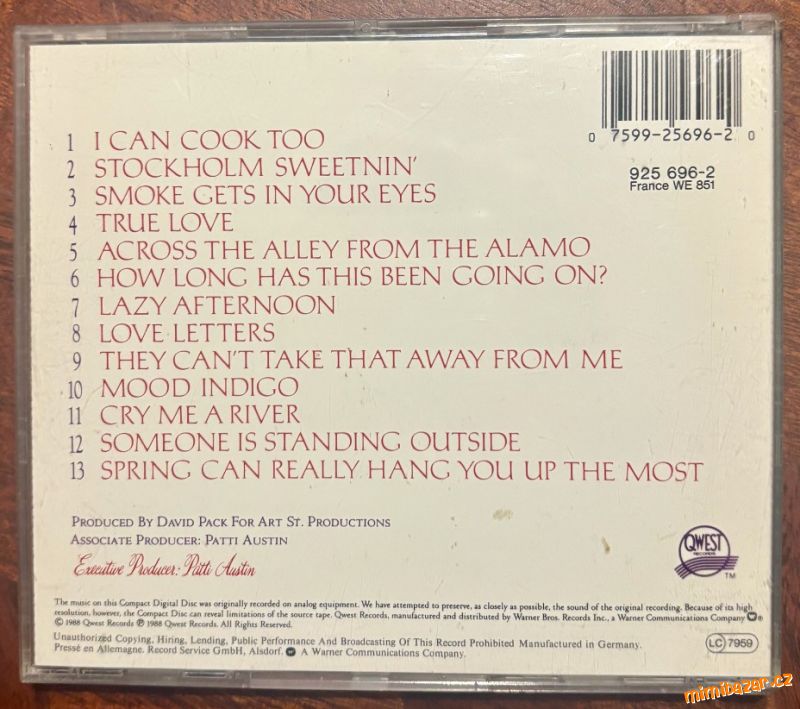 0 7599-25696-2 0
925 696-2
France WE 851
1 I CAN COOK TOO
2 STOCKHOLM SWEETNIN'
3 SMOKE GETS IN YOUR EYES
4 TRUE LOVE
5 ACROSS THE ALLEY FROM THE ALAMO
6 HOW LONG HAS THIS BEEN GOING ON?
7 LAZY AFTERNOON
8 LOVE LETTERS
9 THEY CAN'T TAKE THAT AWAY FROM ME
10 MOOD INDIGO
11 CRY ME A RIVER
12 SOMEONE IS STANDING OUTSIDE
13 SPRING CAN REALLY HANG YOU UP THE MOST
PRODUCED BY DAVID PACK FOR ART ST. PRODUCTIONS
ASSOCIATE PRODUCER: PATTI AUSTIN
Executive Producer: Patti Austin
QWEST
RECORDS
TM
The music on this Compact Digital Disc was originally recorded on analog equipment. We have attempted to preserve, as closely as possible, the sound of the original recording. Because of its high
resolution, however, the Compact Disc can reveal limitations of the source tape. Qwest Records, manufactured and distributed by Warner Bros. Records Inc., a Warner Communications Company
© 1988 Qwest Records ℗ 1988 Qwest Records. All Rights Reserved.
Unauthorized Copying, Hiring, Lending, Public Performance And Broadcasting Of This Record Prohibited Manufactured in Germany.
Pressé en Allemagne. Record Service GmbH, Alsdorf. A Warner Communications Company.
LC 7959
mimibazar.cz